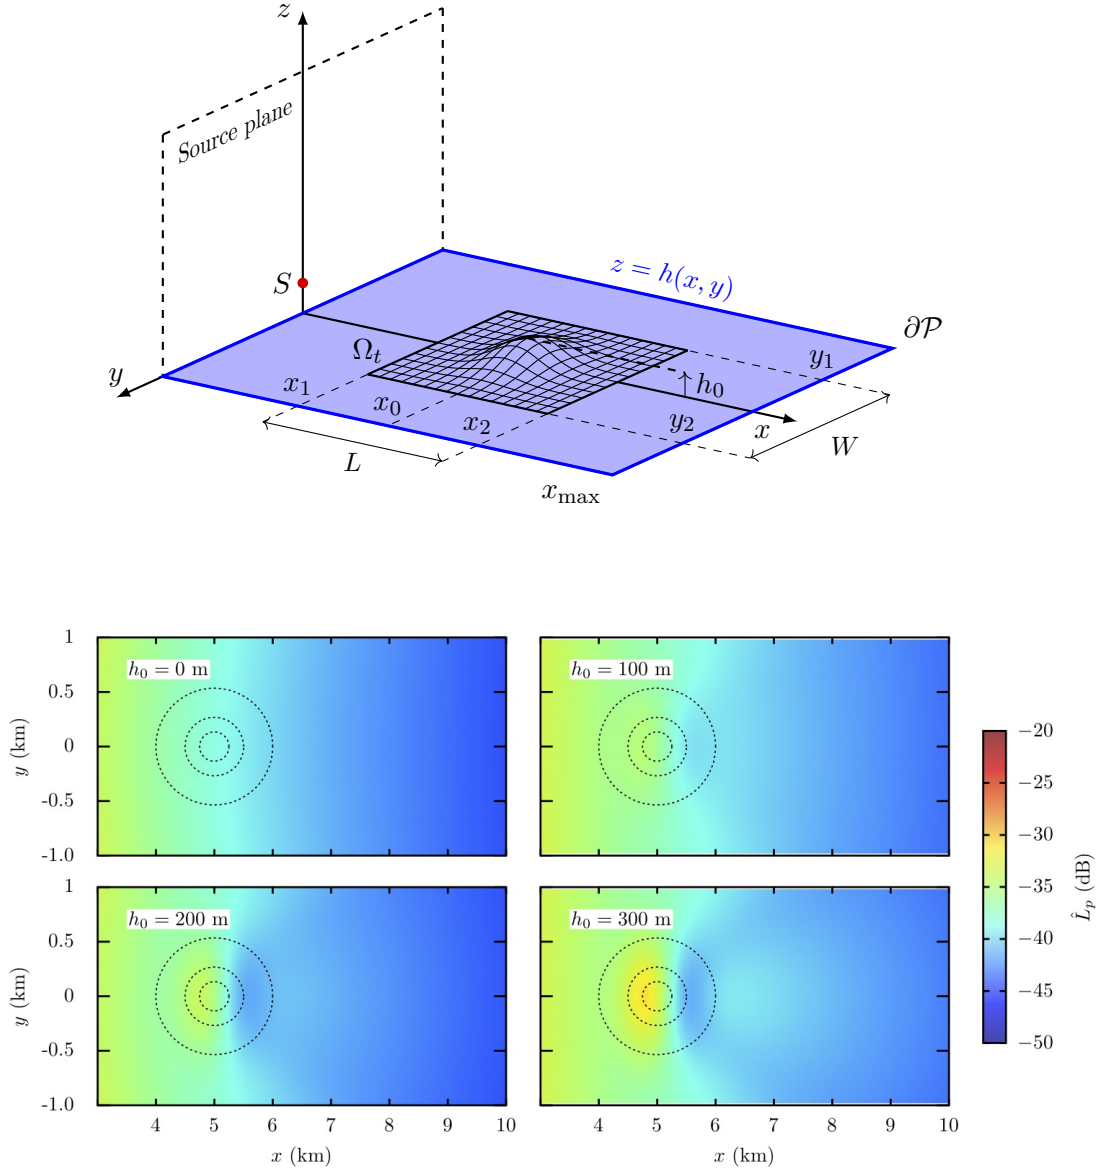 z
Source plane
S
z = h(x, y)
∂𝒫
Ω_t
y
x_1
x_0
x_2
h_0
y_1
y_2
x
W
L
x_max
1
0.5
0
-0.5
-1.0
y (km)
h_0 = 0 m
h_0 = 100 m
1
0.5
0
-0.5
-1.0
y (km)
h_0 = 200 m
h_0 = 300 m
4 5 6 7 8 9 10
x (km)
4 5 6 7 8 9 10
x (km)
−20
−25
−30
−35
−40
−45
−50
L̂_p (dB)